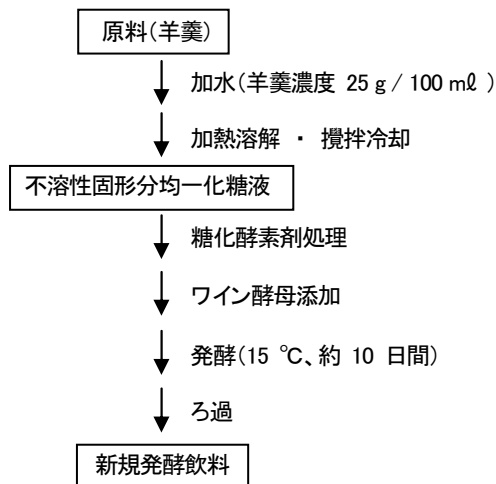 原料(羊羹)
加水(羊羹濃度 25 g / 100 mℓ )
加熱溶解 ・ 攪拌冷却
不溶性固形分均一化糖液
糖化酵素剤処理
ワイン酵母添加
発酵(15 ℃、約 10 日間)
ろ過
新規発酵飲料